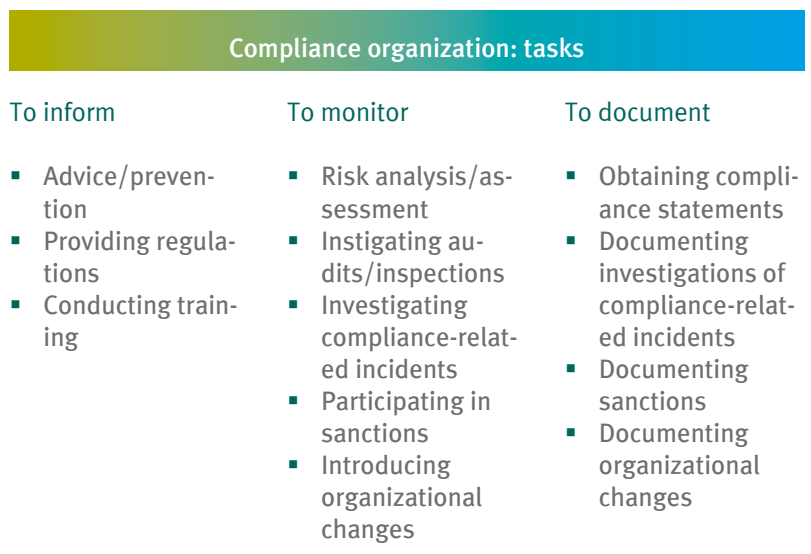 Compliance organization: tasks
To inform
▪ Advice/preven-
tion
▪ Providing regula-
tions
▪ Conducting train-
ing
To monitor
▪ Risk analysis/as-
sessment
▪ Instigating au-
dits/inspections
▪ Investigating
compliance-relat-
ed incidents
▪ Participating in
sanctions
▪ Introducing
organizational
changes
To document
▪ Obtaining compli-
ance statements
▪ Documenting
investigations of
compliance-relat-
ed incidents
▪ Documenting
sanctions
▪ Documenting
organizational
changes